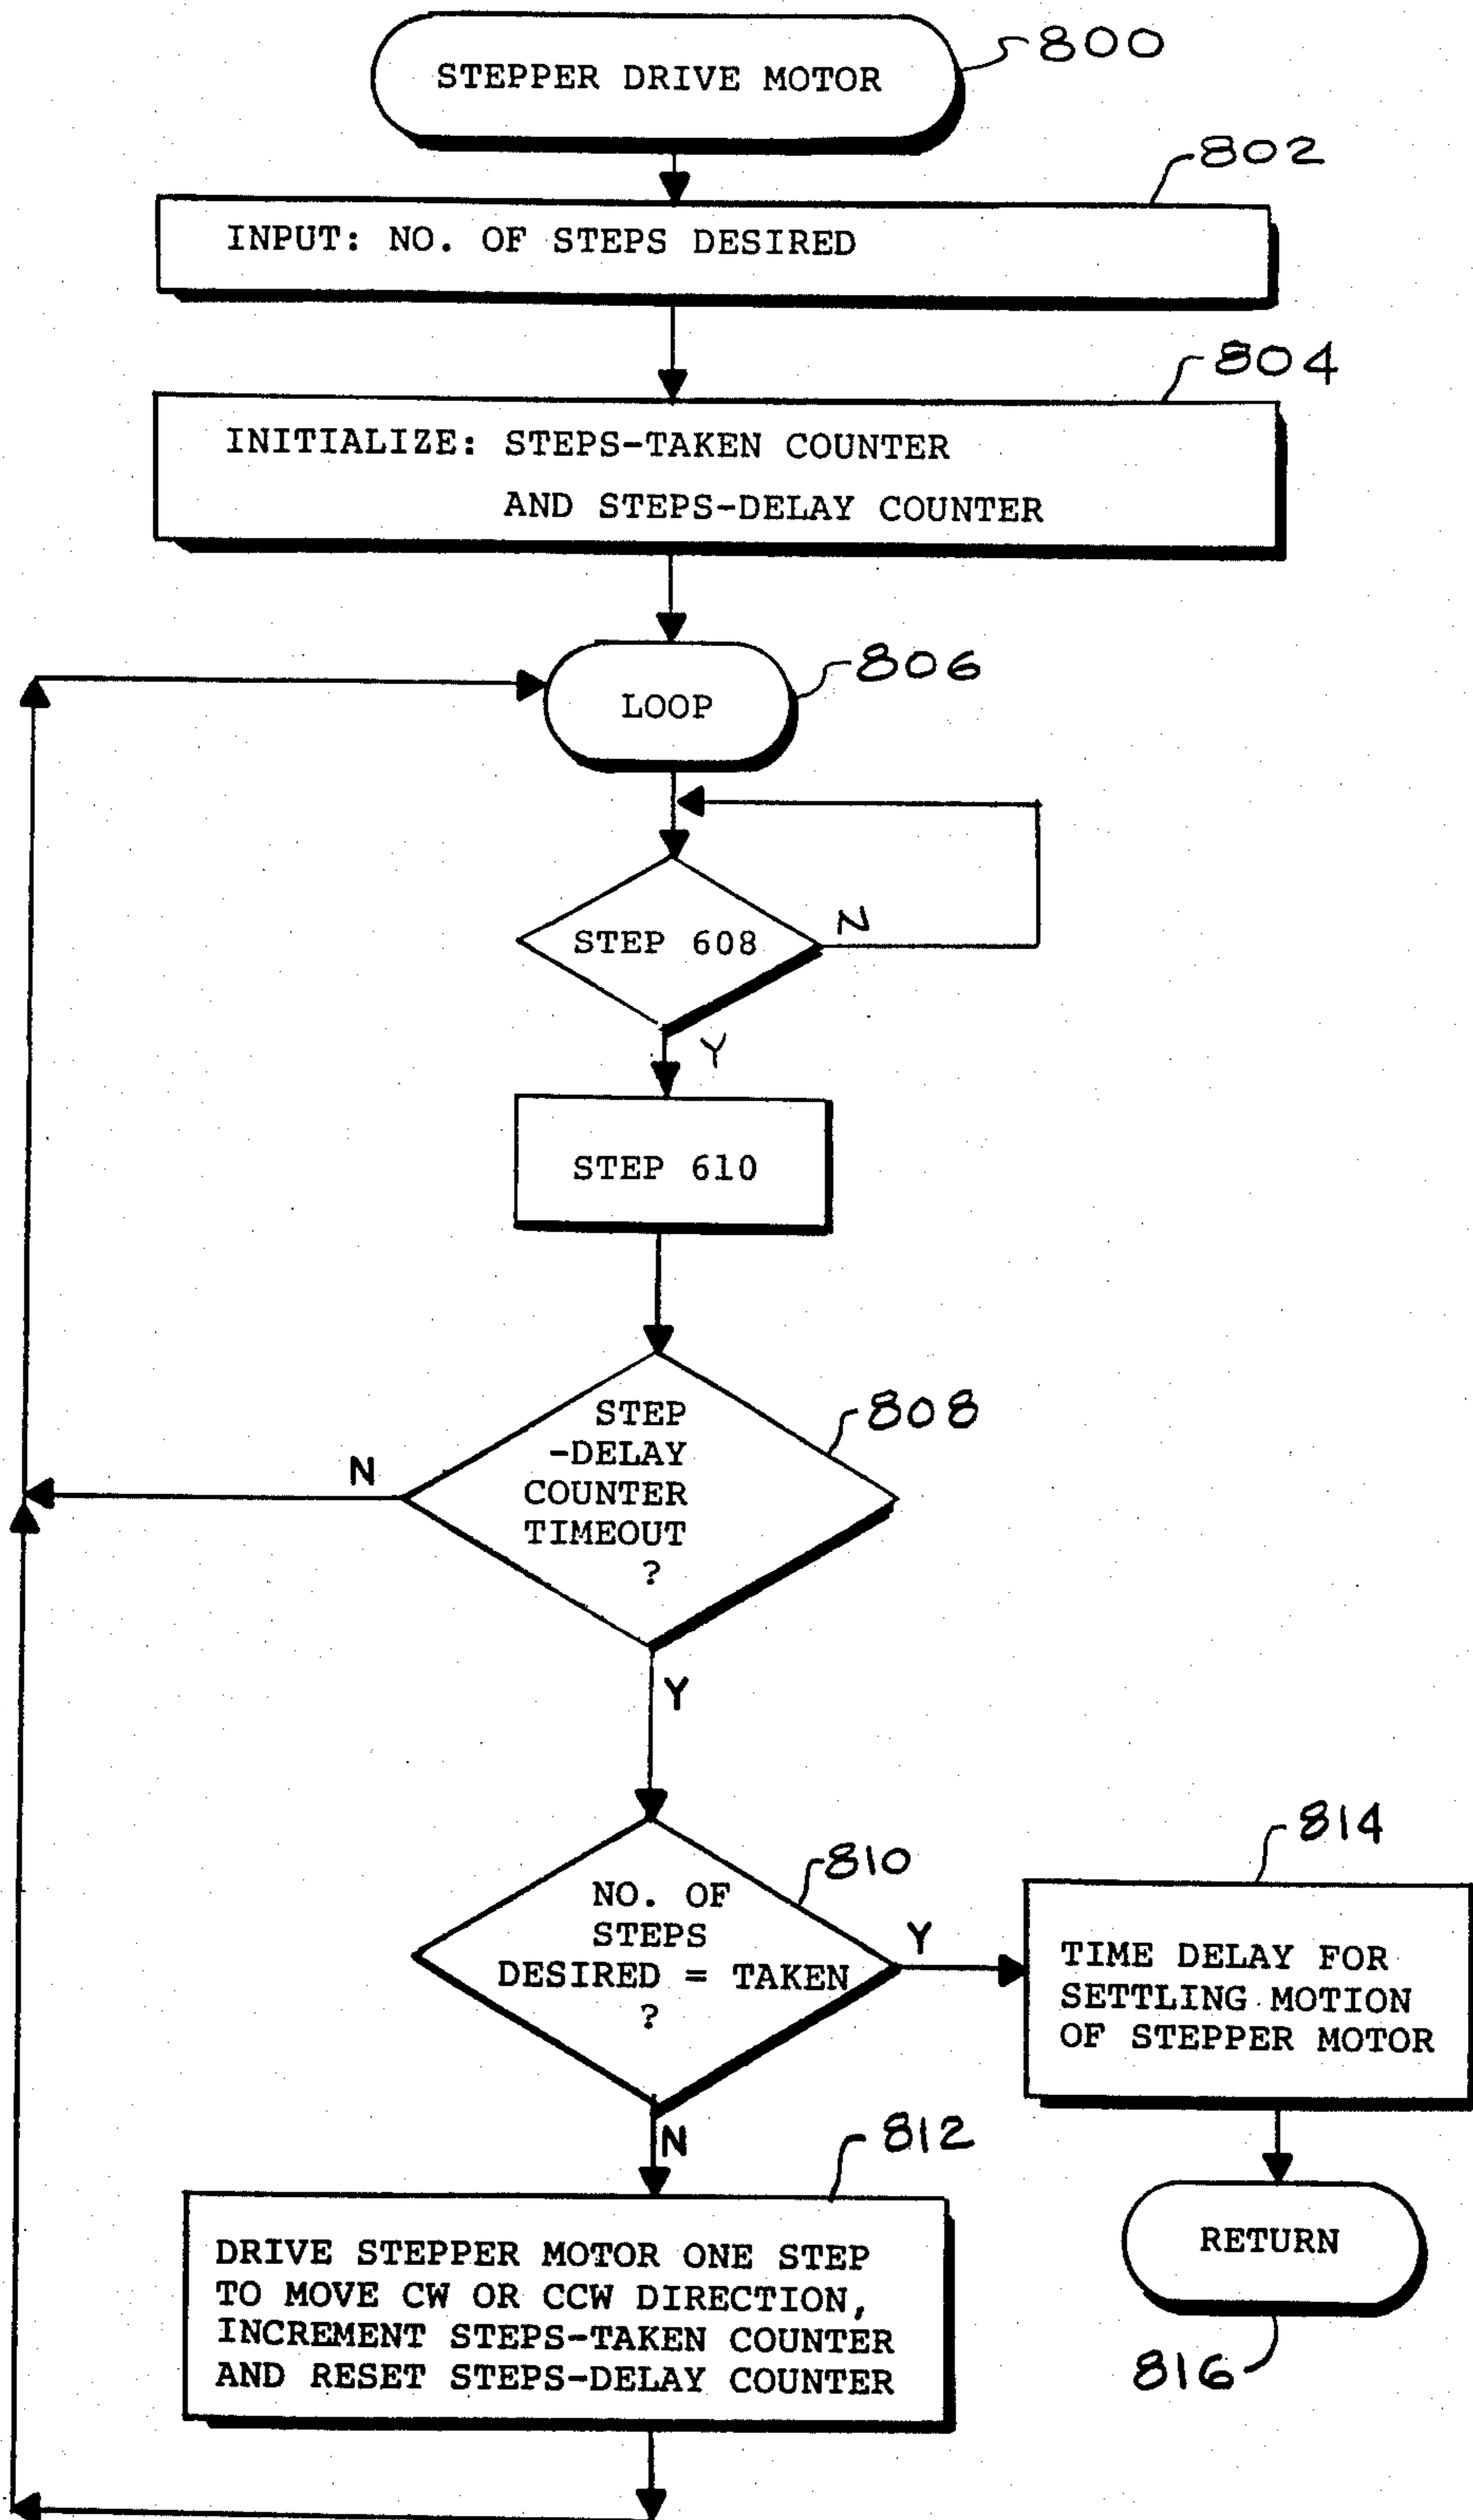 STEPPER DRIVE MOTOR
800
802
INPUT: NO. OF STEPS DESIRED
804
INITIALIZE: STEPS-TAKEN COUNTER
AND STEPS-DELAY COUNTER
806
LOOP
STEP 608
N
Y
STEP 610
808
STEP
-DELAY
COUNTER
TIMEOUT
?
N
Y
810
NO. OF
STEPS
DESIRED = TAKEN
?
Y
N
814
TIME DELAY FOR
SETTLING MOTION
OF STEPPER MOTOR
812
DRIVE STEPPER MOTOR ONE STEP
TO MOVE CW OR CCW DIRECTION,
INCREMENT STEPS-TAKEN COUNTER
AND RESET STEPS-DELAY COUNTER
RETURN
816